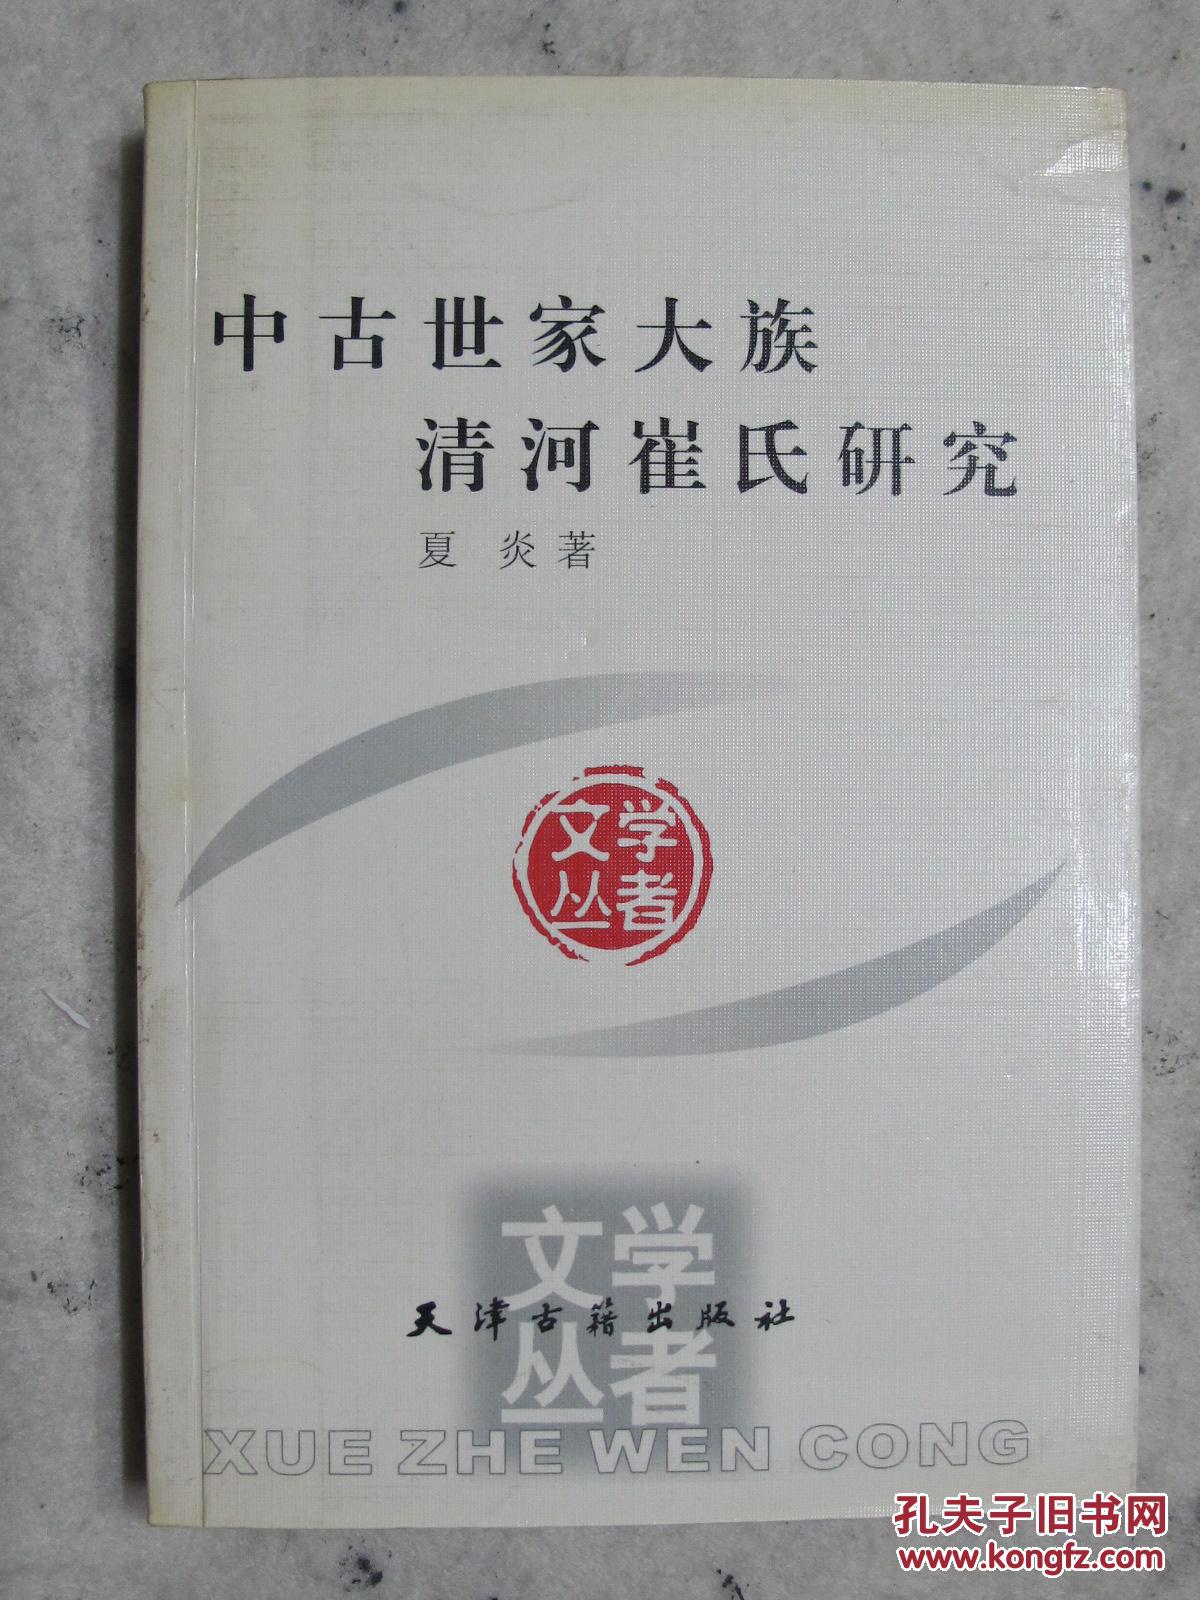 中古世家大族
清河崔氏研究
夏 炎 著
学者
文丛
学者
文丛
天津古籍出版社
XUE ZHE WEN CONG
孔夫子旧书网
www.kongfz.com